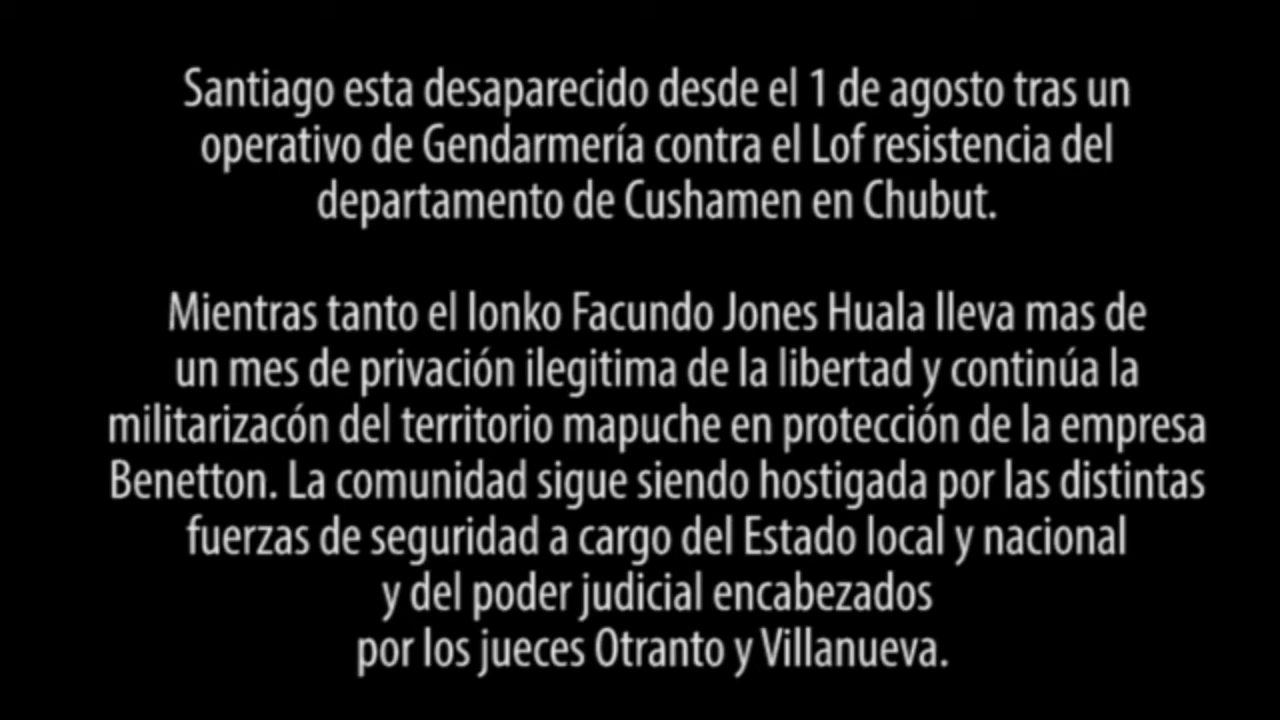 Santiago esta desaparecido desde el 1 de agosto tras un
operativo de Gendarmería contra el Lof resistencia del
departamento de Cushamen en Chubut.
Mientras tanto el lonko Facundo Jones Huala lleva mas de
un mes de privación ilegitima de la libertad y continúa la
militarizacón del territorio mapuche en protección de la empresa
Benetton. La comunidad sigue siendo hostigada por las distintas
fuerzas de seguridad a cargo del Estado local y nacional
y del poder judicial encabezados
por los jueces Otranto y Villanueva.